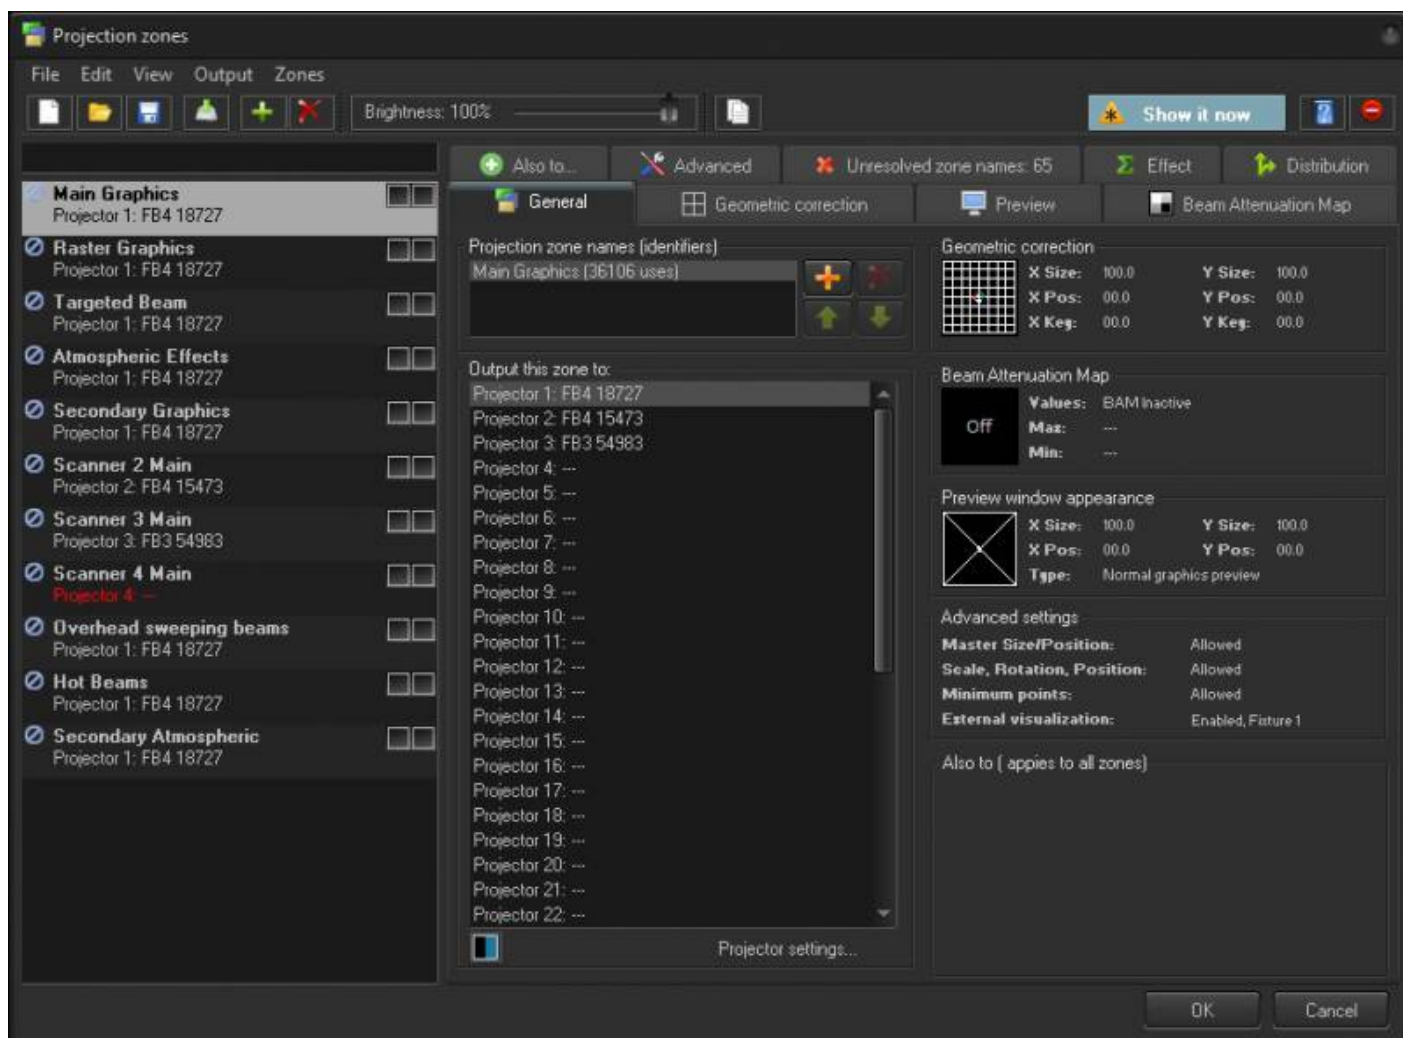 Projection zones
File Edit View Output Zones
Brightness: 100%
Show it now
Also to...
Advanced
Unresolved zone names: 65
Effect
Distribution
General
Geometric correction
Preview
Beam Attenuation Map
Main Graphics
Projector 1: FB4 18727
Raster Graphics
Projector 1: FB4 18727
Targeted Beam
Projector 1: FB4 18727
Atmospheric Effects
Projector 1: FB4 18727
Secondary Graphics
Projector 1: FB4 18727
Scanner 2 Main
Projector 2: FB4 15473
Scanner 3 Main
Projector 3: FB3 54983
Scanner 4 Main
Projector 4: ---
Overhead sweeping beams
Projector 1: FB4 18727
Hot Beams
Projector 1: FB4 18727
Secondary Atmospheric
Projector 1: FB4 18727
Projection zone names (identifiers)
Main Graphics (36106 uses)
Output this zone to:
Projector 1: FB4 18727
Projector 2: FB4 15473
Projector 3: FB3 54983
Projector 4: ---
Projector 5: ---
Projector 6: ---
Projector 7: ---
Projector 8: ---
Projector 9: ---
Projector 10: ---
Projector 11: ---
Projector 12: ---
Projector 13: ---
Projector 14: ---
Projector 15: ---
Projector 16: ---
Projector 17: ---
Projector 18: ---
Projector 19: ---
Projector 20: ---
Projector 21: ---
Projector 22: ---
Projector settings...
Geometric correction
X Size: 100.0 Y Size: 100.0
X Pos: 00.0 Y Pos: 00.0
X Key: 00.0 Y Key: 00.0
Beam Attenuation Map
Off
Values: BAM Inactive
Max: ---
Min: ---
Preview window appearance
X Size: 100.0 Y Size: 100.0
X Pos: 00.0 Y Pos: 00.0
Type: Normal graphics preview
Advanced settings
Master Size/Position: Allowed
Scale, Rotation, Position: Allowed
Minimum points: Allowed
External visualization: Enabled, Fixture 1
Also to ( appies to all zones)
OK
Cancel